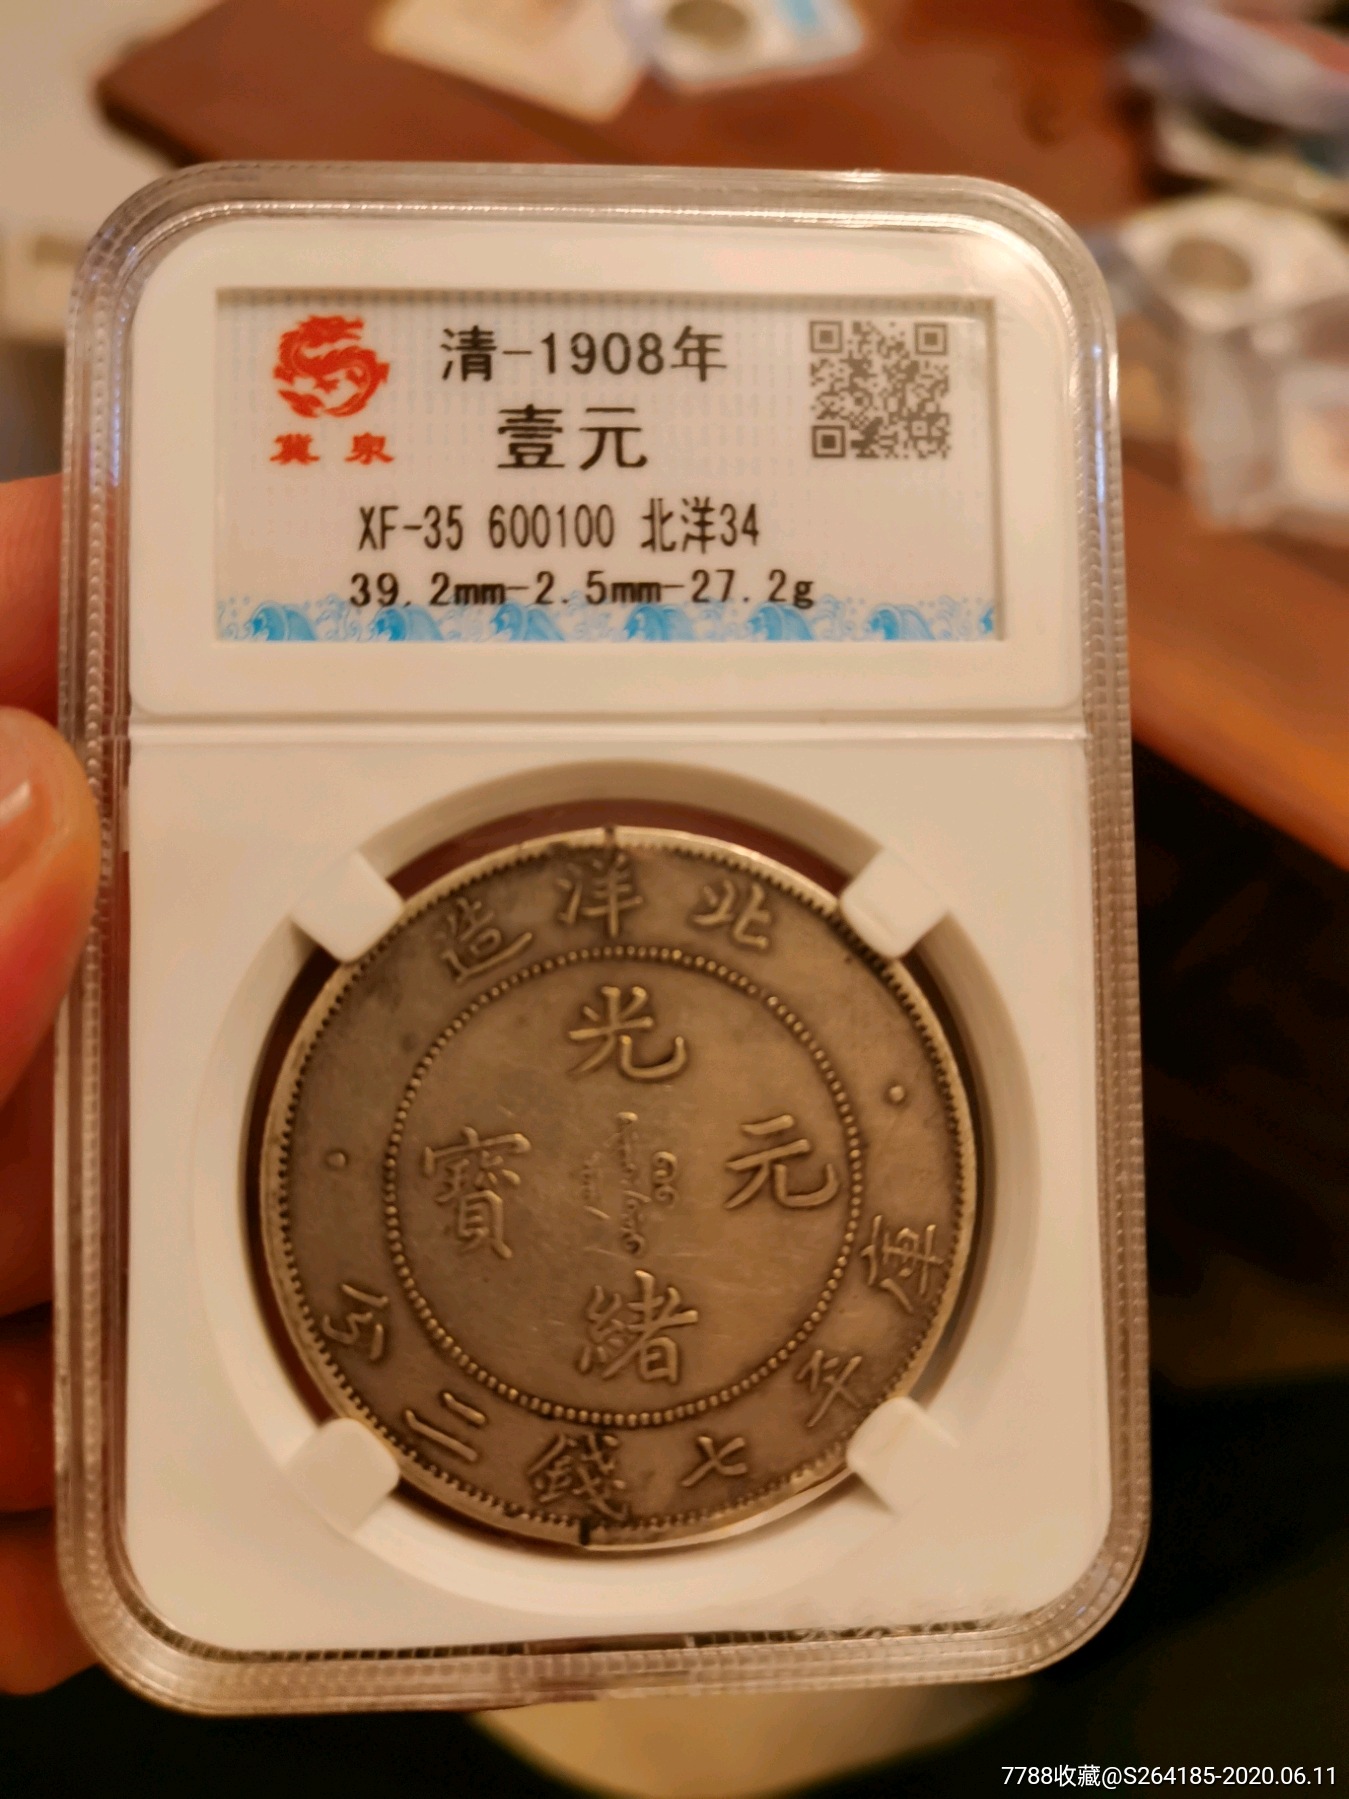 清-1908年
壹元
冀泉
XF-35 600100 北洋34
39.2mm-2.5mm-27.2g
造洋北
光
寶 元
緒
庫平七錢二分
7788收藏@S264185-2020.06.11